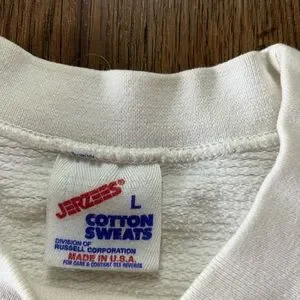 JERZEES®
L
COTTON
SWEATS
DIVISION OF
RUSSELL CORPORATION
MADE IN U.S.A.
FOR CARE & CONTENT SEE REVERSE